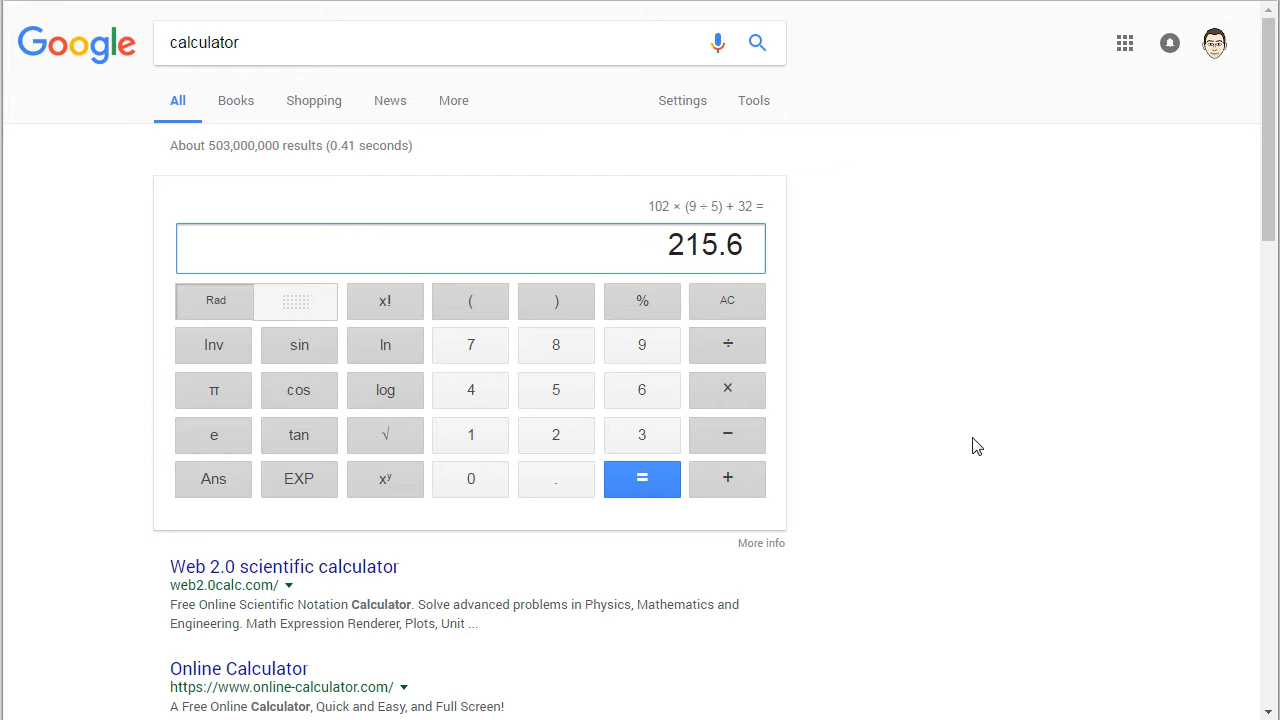 Google
calculator
All Books Shopping News More Settings Tools
About 503,000,000 results (0.41 seconds)
102 × (9 ÷ 5) + 32 =
215.6
Rad x! ( ) % AC
Inv sin ln 7 8 9 ÷
π cos log 4 5 6 ×
e tan √ 1 2 3 −
Ans EXP xʸ 0 . = +
More info
Web 2.0 scientific calculator
web2.0calc.com/
Free Online Scientific Notation Calculator. Solve advanced problems in Physics, Mathematics and
Engineering. Math Expression Renderer, Plots, Unit ...
Online Calculator
https://www.online-calculator.com/
A Free Online Calculator, Quick and Easy, and Full Screen!